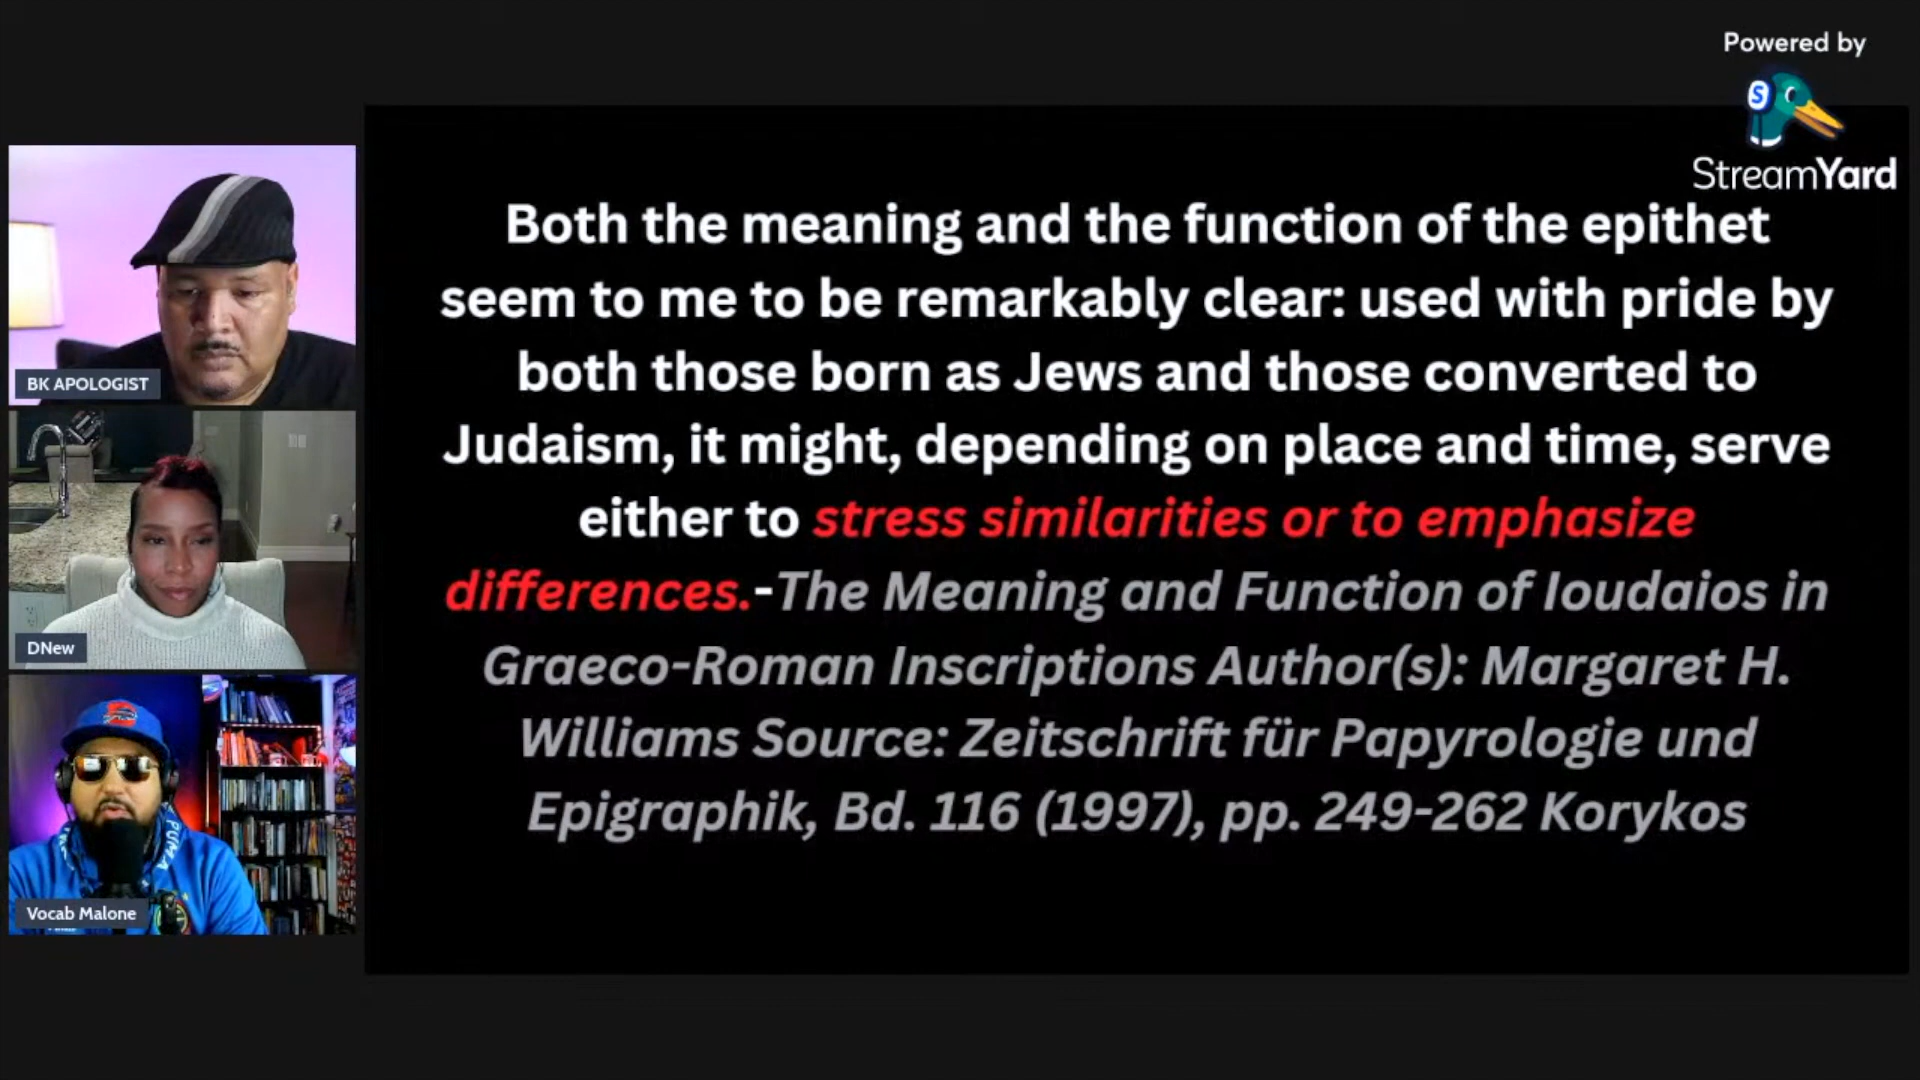 Powered by
S
StreamYard
Both the meaning and the function of the epithet
seem to me to be remarkably clear: used with pride by
both those born as Jews and those converted to
Judaism, it might, depending on place and time, serve
either to stress similarities or to emphasize
differences.-The Meaning and Function of Ioudaios in
Graeco-Roman Inscriptions Author(s): Margaret H.
Williams Source: Zeitschrift für Papyrologie und
Epigraphik, Bd. 116 (1997), pp. 249-262 Korykos
BK APOLOGIST
DNew
PUMA
Vocab Malone